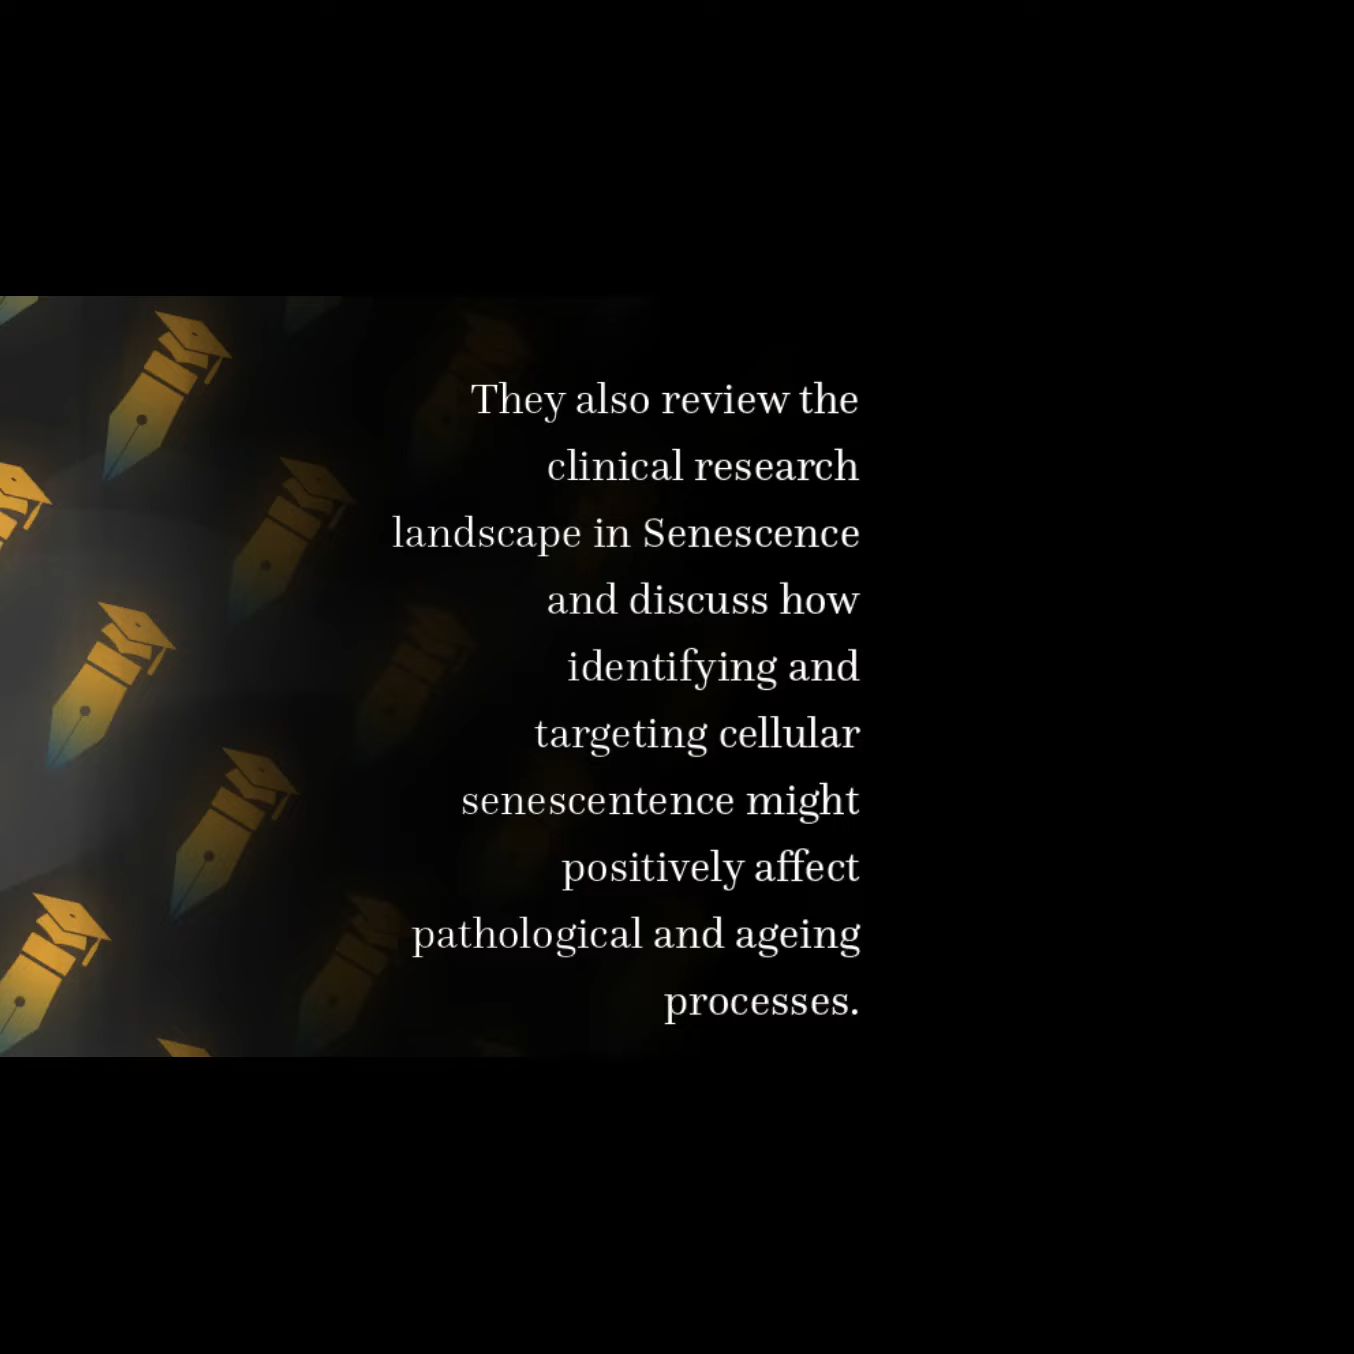 They also review the
clinical research
landscape in Senescence
and discuss how
identifying and
targeting cellular
senescentence might
positively affect
pathological and ageing
processes.